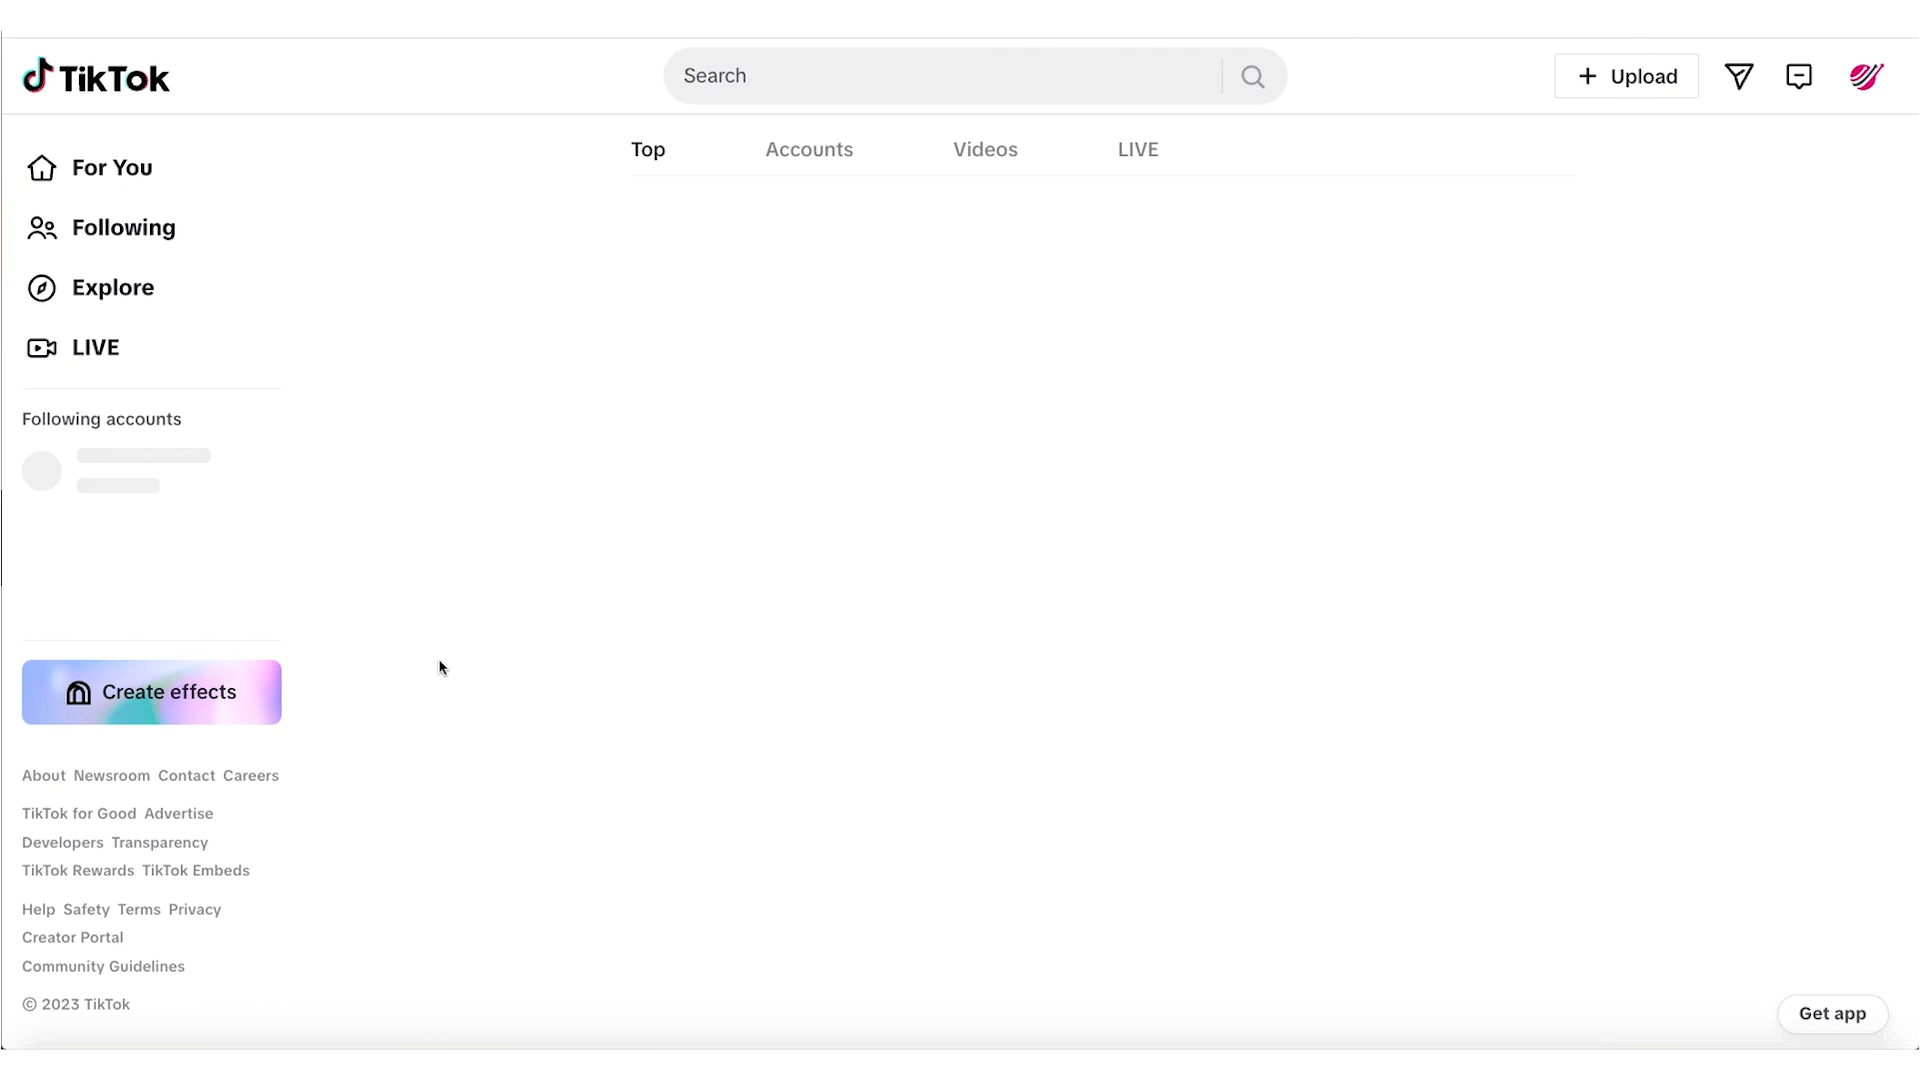 TikTok
Search
Upload
Top Accounts Videos LIVE
For You
Following
Explore
LIVE
Following accounts
Create effects
About Newsroom Contact Careers
TikTok for Good Advertise
Developers Transparency
TikTok Rewards TikTok Embeds
Help Safety Terms Privacy
Creator Portal
Community Guidelines
© 2023 TikTok
Get app